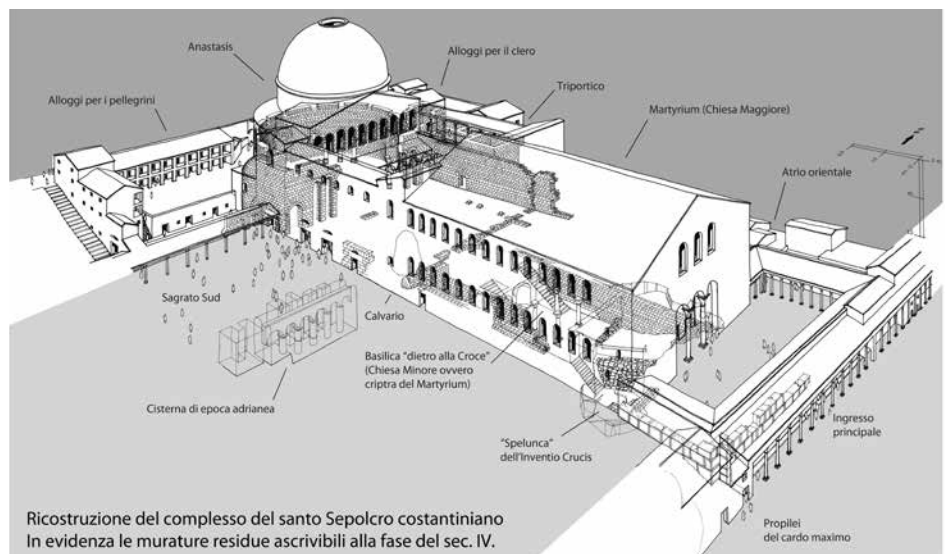 Anastasis
Alloggi per il clero
Alloggi per i pellegrini
Triportico
Martyrium (Chiesa Maggiore)
Atrio orientale
Sagrato Sud
Calvario
Basilica "dietro alla Croce"
(Chiesa Minore ovvero
criptra del Martyrium)
Cisterna di epoca adrianea
"Spelunca"
dell'Inventio Crucis
Ingresso
principale
Propilei
del cardo maximo
Ricostruzione del complesso del santo Sepolcro costantiniano
In evidenza le murature residue ascrivibili alla fase del sec. IV.